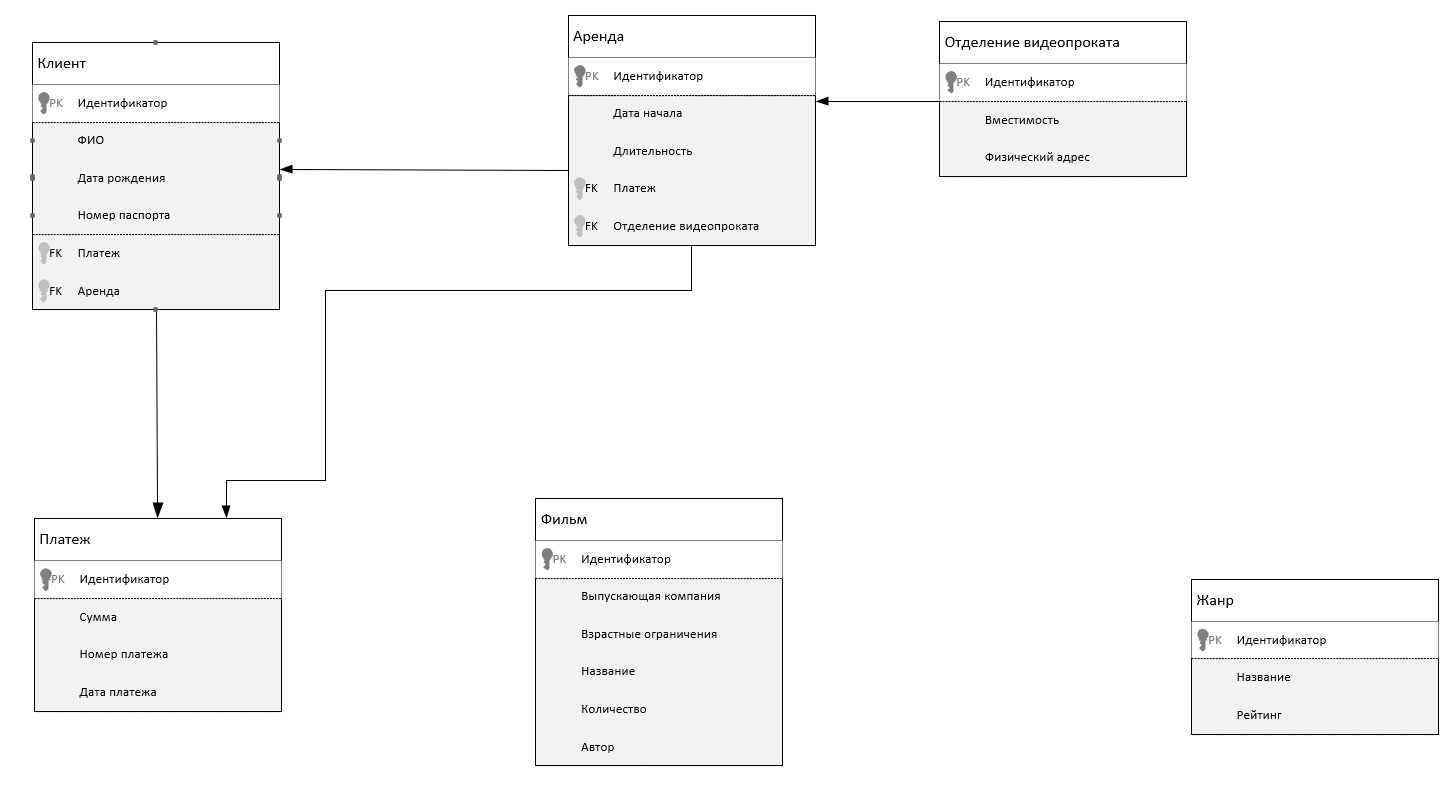 Клиент
PK Идентификатор
ФИО
Дата рождения
Номер паспорта
FK Платеж
FK Аренда
Аренда
PK Идентификатор
Дата начала
Длительность
FK Платеж
FK Отделение видеопроката
Отделение видеопроката
PK Идентификатор
Вместимость
Физический адрес
Платеж
PK Идентификатор
Сумма
Номер платежа
Дата платежа
Фильм
PK Идентификатор
Выпускающая компания
Взрастные ограничения
Название
Количество
Автор
Жанр
PK Идентификатор
Название
Рейтинг